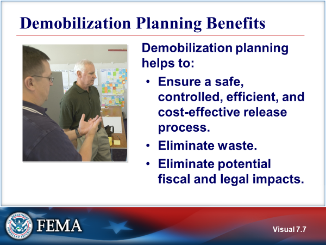 Demobilization Planning Benefits
Demobilization planning
helps to:
• Ensure a safe,
controlled, efficient, and
cost-effective release
process.
• Eliminate waste.
• Eliminate potential
fiscal and legal impacts.
FEMA
Visual 7.7